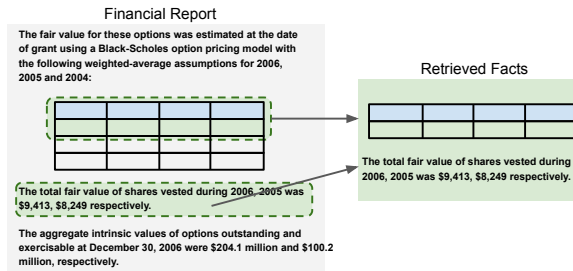 Financial Report
The fair value for these options was estimated at the date
of grant using a Black-Scholes option pricing model with
the following weighted-average assumptions for 2006,
2005 and 2004:
The total fair value of shares vested during 2006, 2005 was
$9,413, $8,249 respectively.
The aggregate intrinsic values of options outstanding and
exercisable at December 30, 2006 were $204.1 million and $100.2
million, respectively.
Retrieved Facts
The total fair value of shares vested during
2006, 2005 was $9,413, $8,249 respectively.